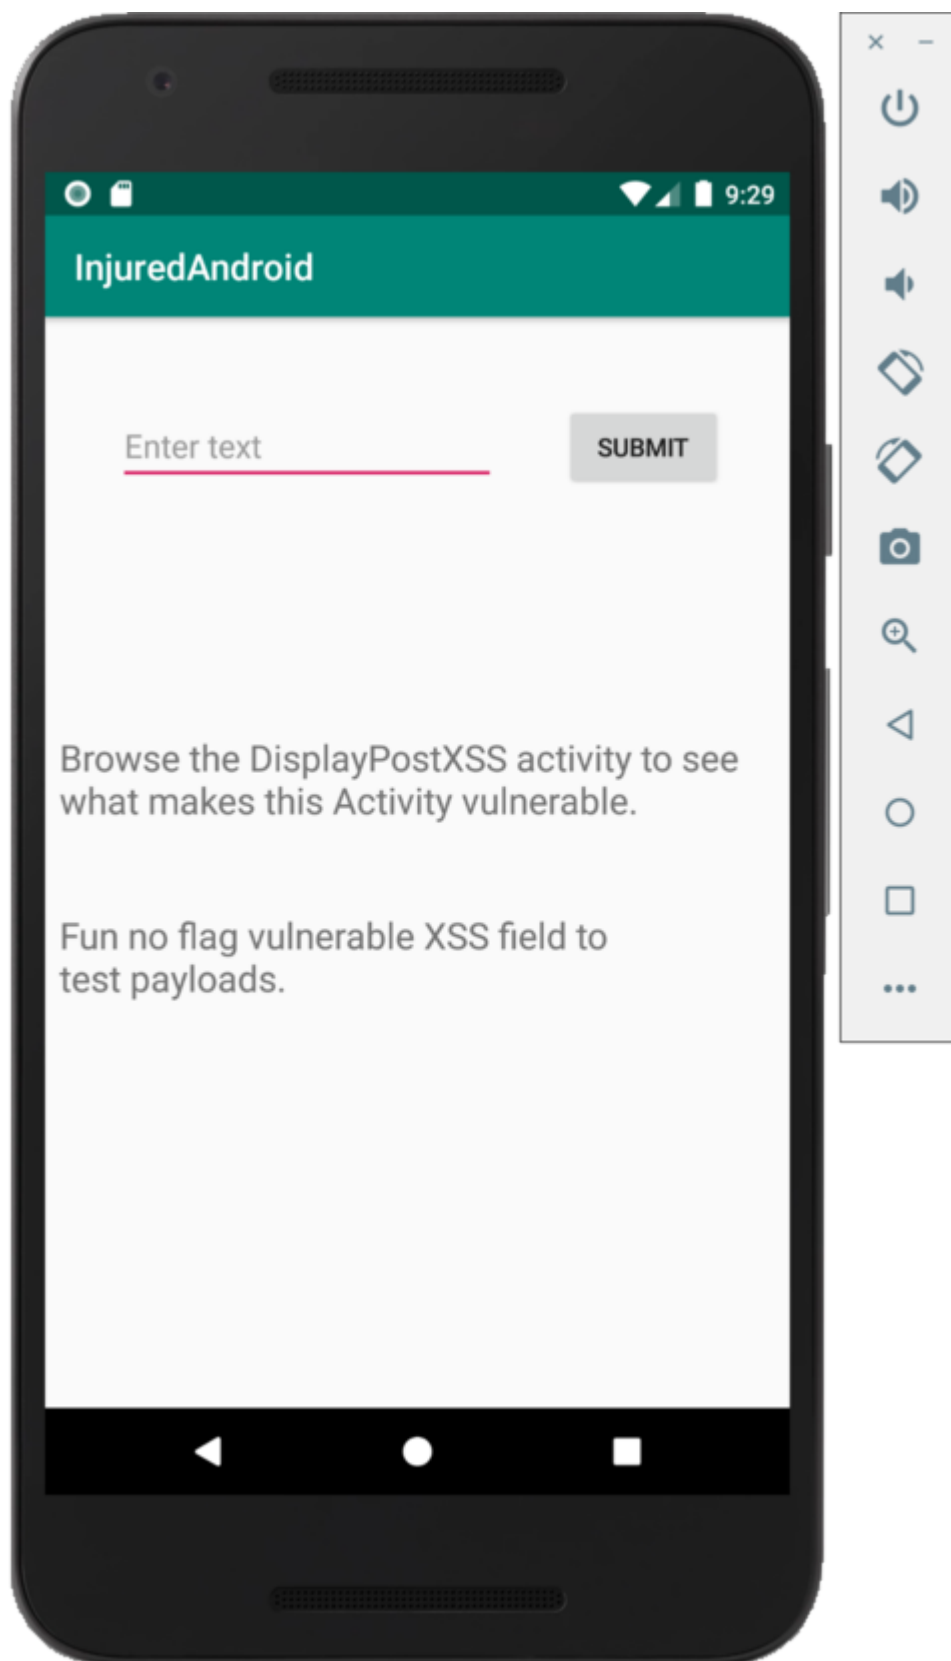 9:29
InjuredAndroid
Enter text
SUBMIT
Browse the DisplayPostXSS activity to see
what makes this Activity vulnerable.
Fun no flag vulnerable XSS field to
test payloads.